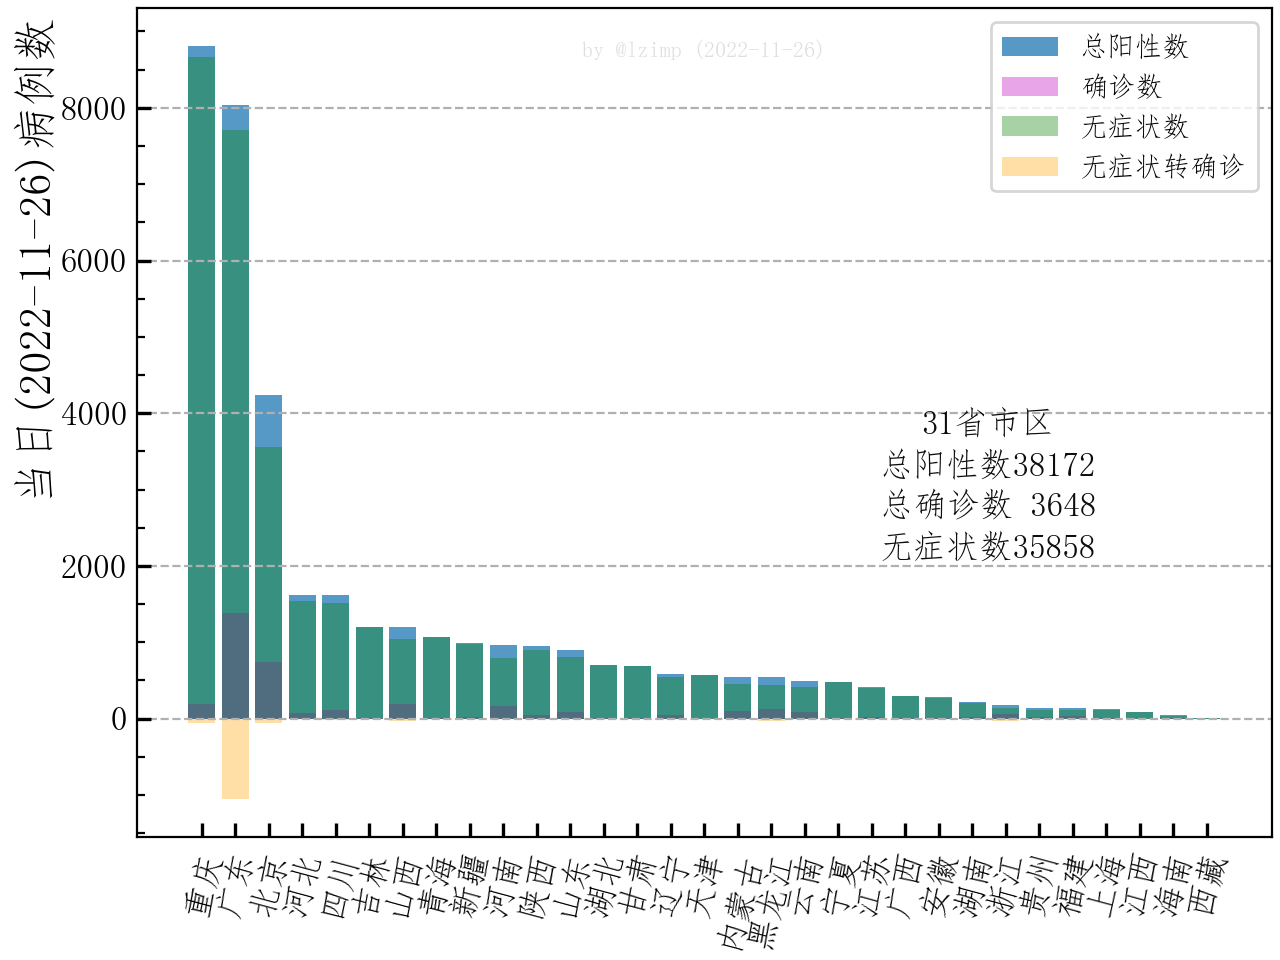 by @lzimp (2022-11-26)
总阳性数
确诊数
无症状数
无症状转确诊
当日(2022-11-26)病例数
8000
6000
4000
2000
0
31省市区
总阳性数38172
总确诊数 3648
无症状数35858
重庆
广东
北京
河北
四川
吉林
山西
青海
新疆
河南
陕西
山东
湖北
甘肃
辽宁
天津
内蒙古
黑龙江
云南
宁夏
江苏
广西
安徽
湖南
浙江
贵州
福建
上海
江西
海南
西藏